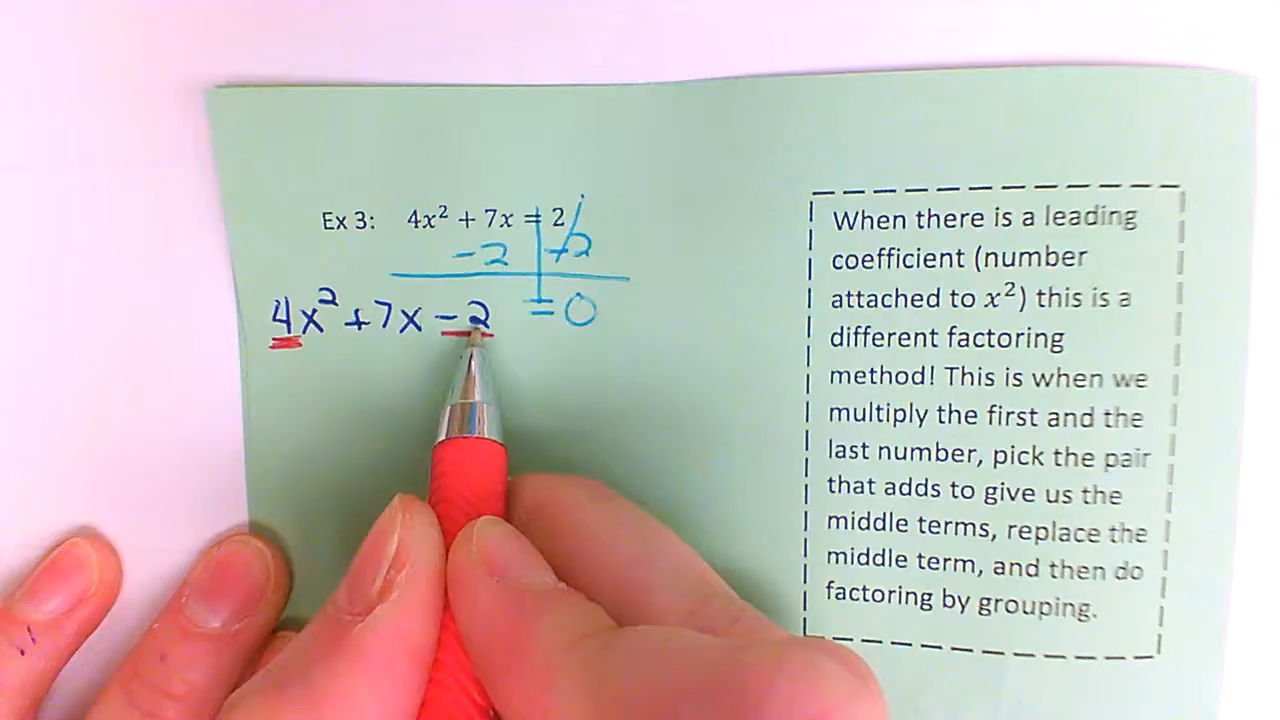 Ex 3: 4x² + 7x = 2
-2 -2
4x² + 7x - 2 = 0
When there is a leading
coefficient (number
attached to x²) this is a
different factoring
method! This is when we
multiply the first and the
last number, pick the pair
that adds to give us the
middle terms, replace the
middle term, and then do
factoring by grouping.